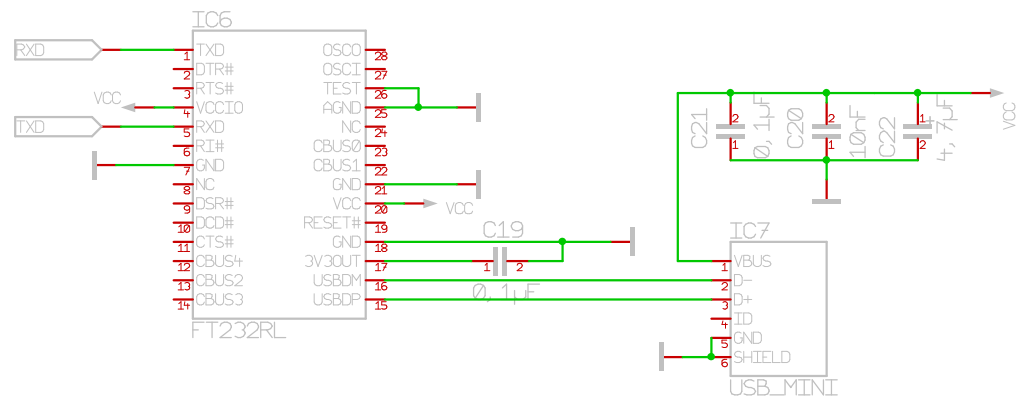 IC6
RXD
TXD
VCC
1 TXD
2 DTR#
3 RTS#
4 VCCIO
5 RXD
6 RI#
7 GND
8 NC
9 DSR#
10 DCD#
11 CTS#
12 CBUS4
13 CBUS2
14 CBUS3
OSCO 28
OSCI 27
TEST 26
AGND 25
NC 24
CBUS0 23
CBUS1 22
GND 21
VCC 20
RESET# 19
GND 18
3V3OUT 17
USBDM 16
USBDP 15
FT232RL
VCC
C19
1 2
0,1µF
C21
2
1
0,1µF
C20
2
1
10nF
C22
1
2
+
4,7µF
VCC
IC7
1 VBUS
2 D-
3 D+
4 ID
5 GND
6 SHIELD
USB_MINI